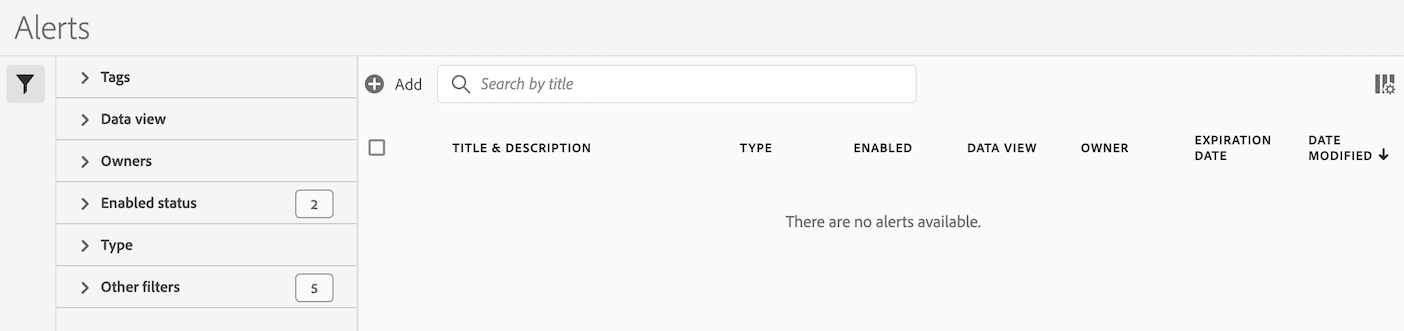 Alerts
Tags
Data view
Owners
Enabled status 2
Type
Other filters 5
Add Search by title
TITLE & DESCRIPTION TYPE ENABLED DATA VIEW OWNER EXPIRATION DATE DATE MODIFIED
There are no alerts available.